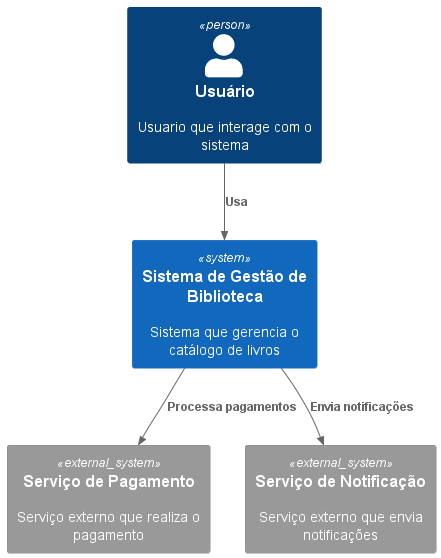 «person»
Usuário
Usuario que interage com o
sistema
Usa
«system»
Sistema de Gestão de
Biblioteca
Sistema que gerencia o
catálogo de livros
Processa pagamentos
Envia notificações
«external_system»
Serviço de Pagamento
Serviço externo que realiza o
pagamento
«external_system»
Serviço de Notificação
Serviço externo que envia
notificações